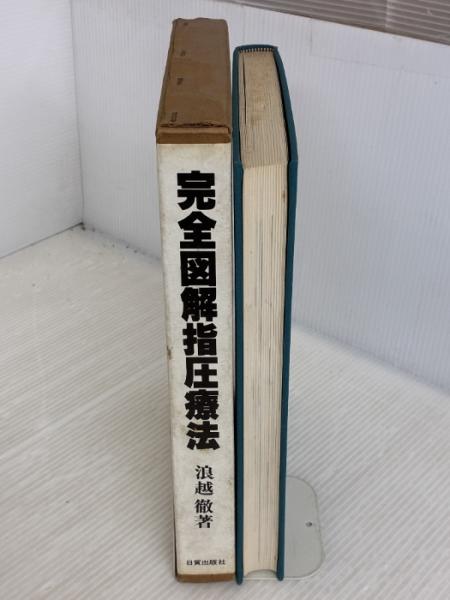 完全図解指圧療法
浪越徹著
日貿出版社